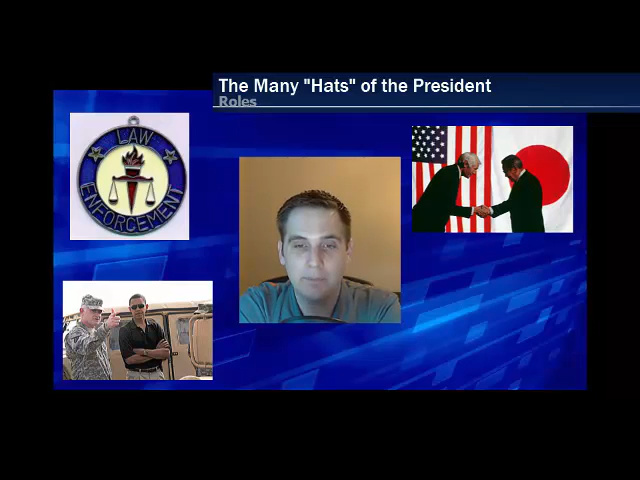 The Many "Hats" of the President
Roles
LAW
ENFORCEMENT